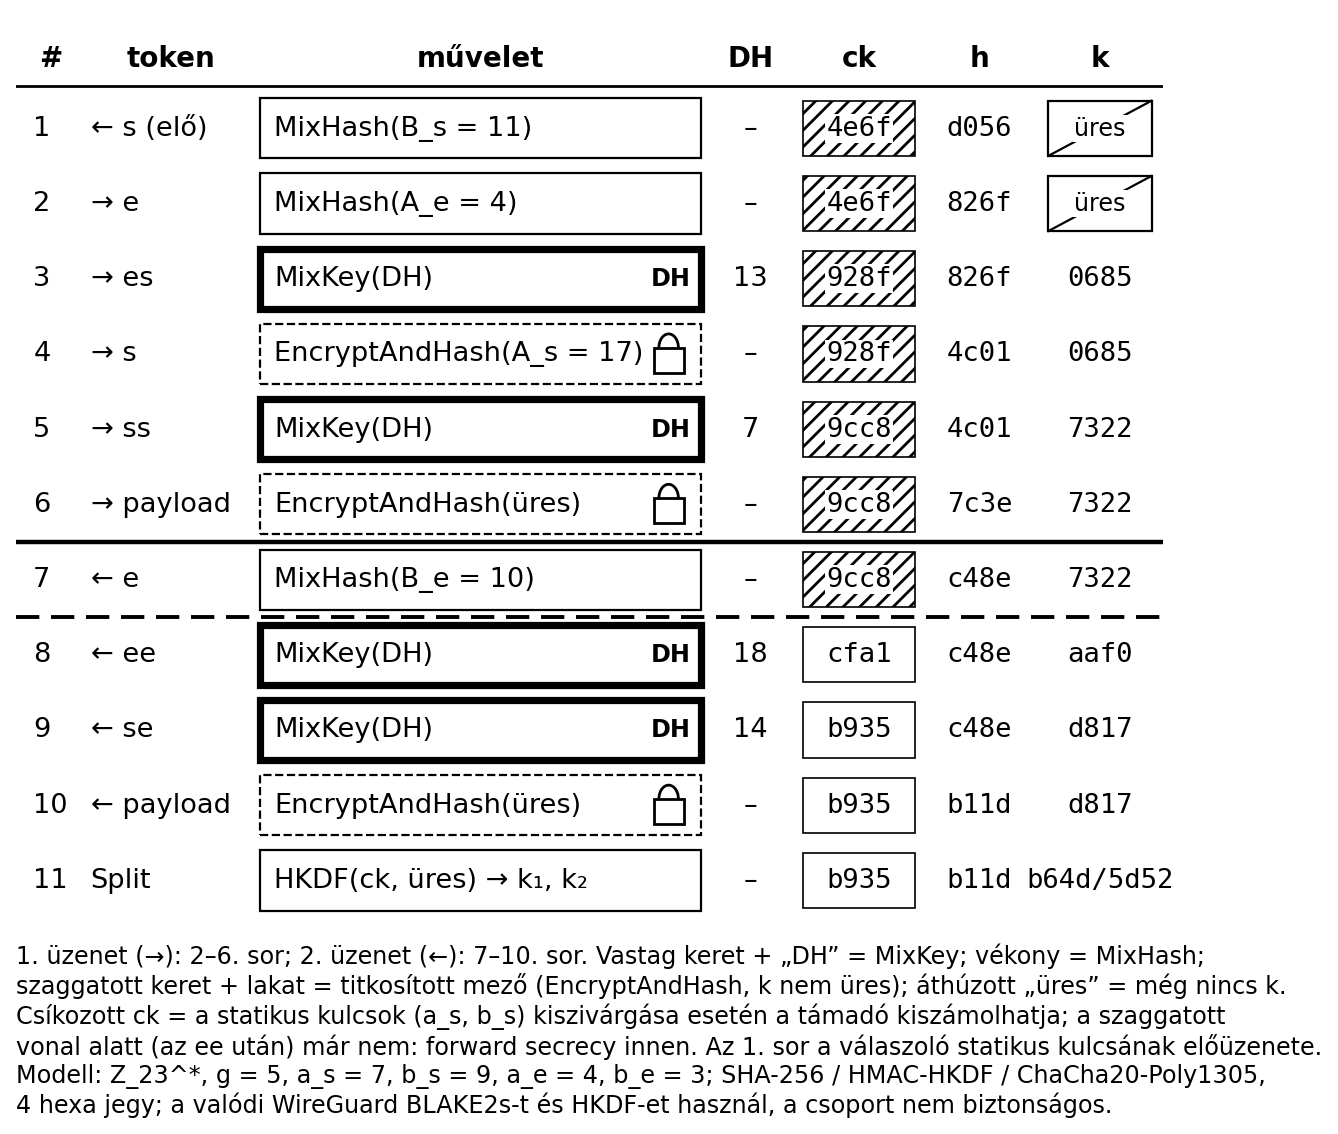 # token művelet DH ck h k
1 ← s (elő) MixHash(B_s = 11) – 4e6f d056 üres
2 → e MixHash(A_e = 4) – 4e6f 826f üres
3 → es MixKey(DH) DH 13 928f 826f 0685
4 → s EncryptAndHash(A_s = 17) – 928f 4c01 0685
5 → ss MixKey(DH) DH 7 9cc8 4c01 7322
6 → payload EncryptAndHash(üres) – 9cc8 7c3e 7322
7 ← e MixHash(B_e = 10) – 9cc8 c48e 7322
8 ← ee MixKey(DH) DH 18 cfa1 c48e aaf0
9 ← se MixKey(DH) DH 14 b935 c48e d817
10 ← payload EncryptAndHash(üres) – b935 b11d d817
11 Split HKDF(ck, üres) → k₁, k₂ – b935 b11d b64d/5d52
1. üzenet (→): 2–6. sor; 2. üzenet (←): 7–10. sor. Vastag keret + „DH” = MixKey; vékony = MixHash;
szaggatott keret + lakat = titkosított mező (EncryptAndHash, k nem üres); áthúzott „üres” = még nincs k.
Csíkozott ck = a statikus kulcsok (a_s, b_s) kiszivárgása esetén a támadó kiszámolhatja; a szaggatott
vonal alatt (az ee után) már nem: forward secrecy innen. Az 1. sor a válaszoló statikus kulcsának előüzenete.
Modell: Z_23^*, g = 5, a_s = 7, b_s = 9, a_e = 4, b_e = 3; SHA-256 / HMAC-HKDF / ChaCha20-Poly1305,
4 hexa jegy; a valódi WireGuard BLAKE2s-t és HKDF-et használ, a csoport nem biztonságos.